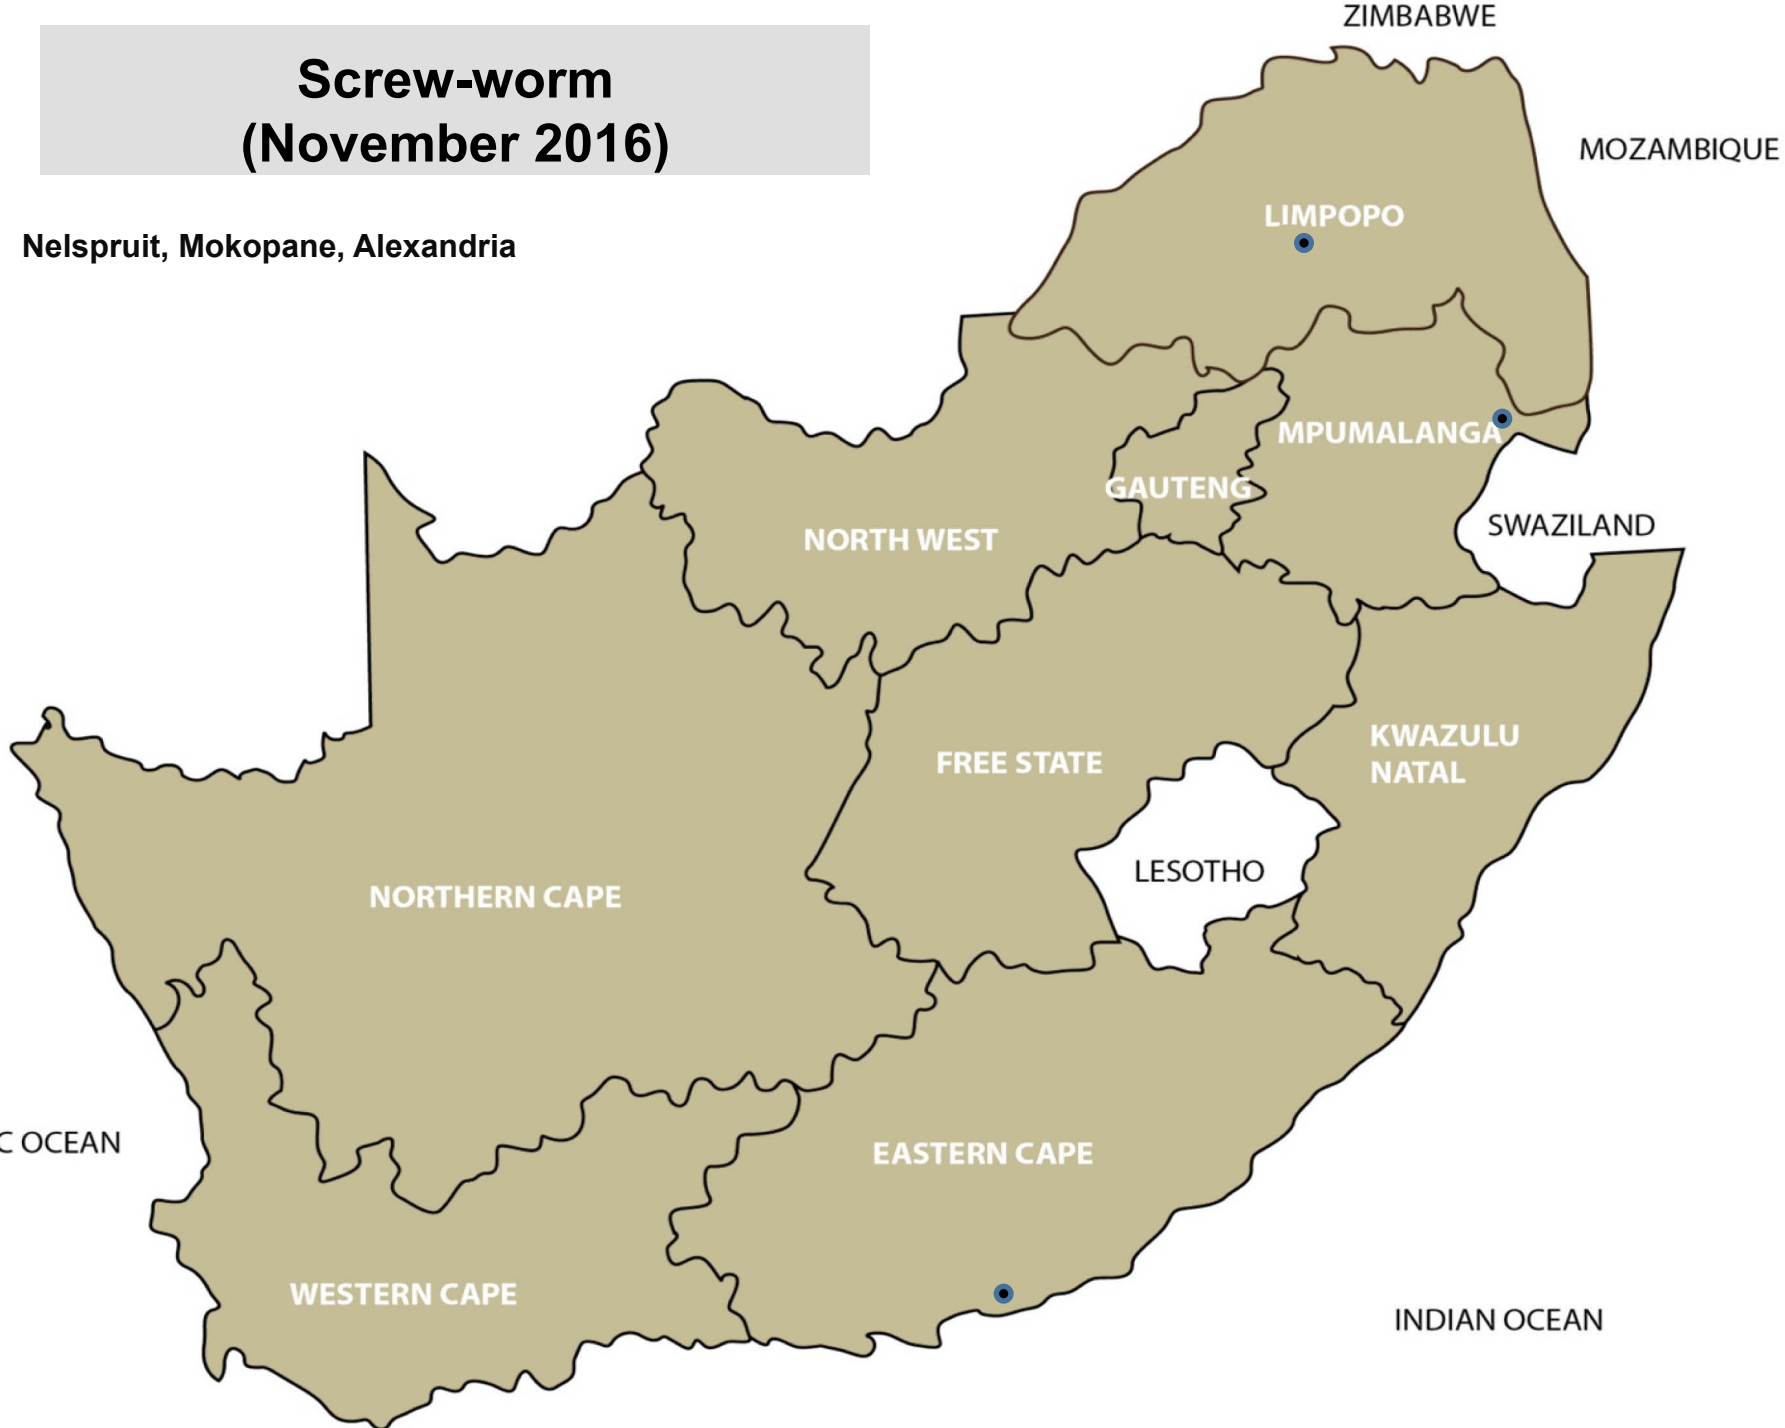 ZIMBABWE
Screw-worm
(November 2016)
MOZAMBIQUE
LIMPOPO
Nelspruit, Mokopane, Alexandria
MPUMALANGA
GAUTENG
SWAZILAND
NORTH WEST
KWAZULU
NATAL
FREE STATE
LESOTHO
NORTHERN CAPE
C OCEAN
EASTERN CAPE
WESTERN CAPE
INDIAN OCEAN